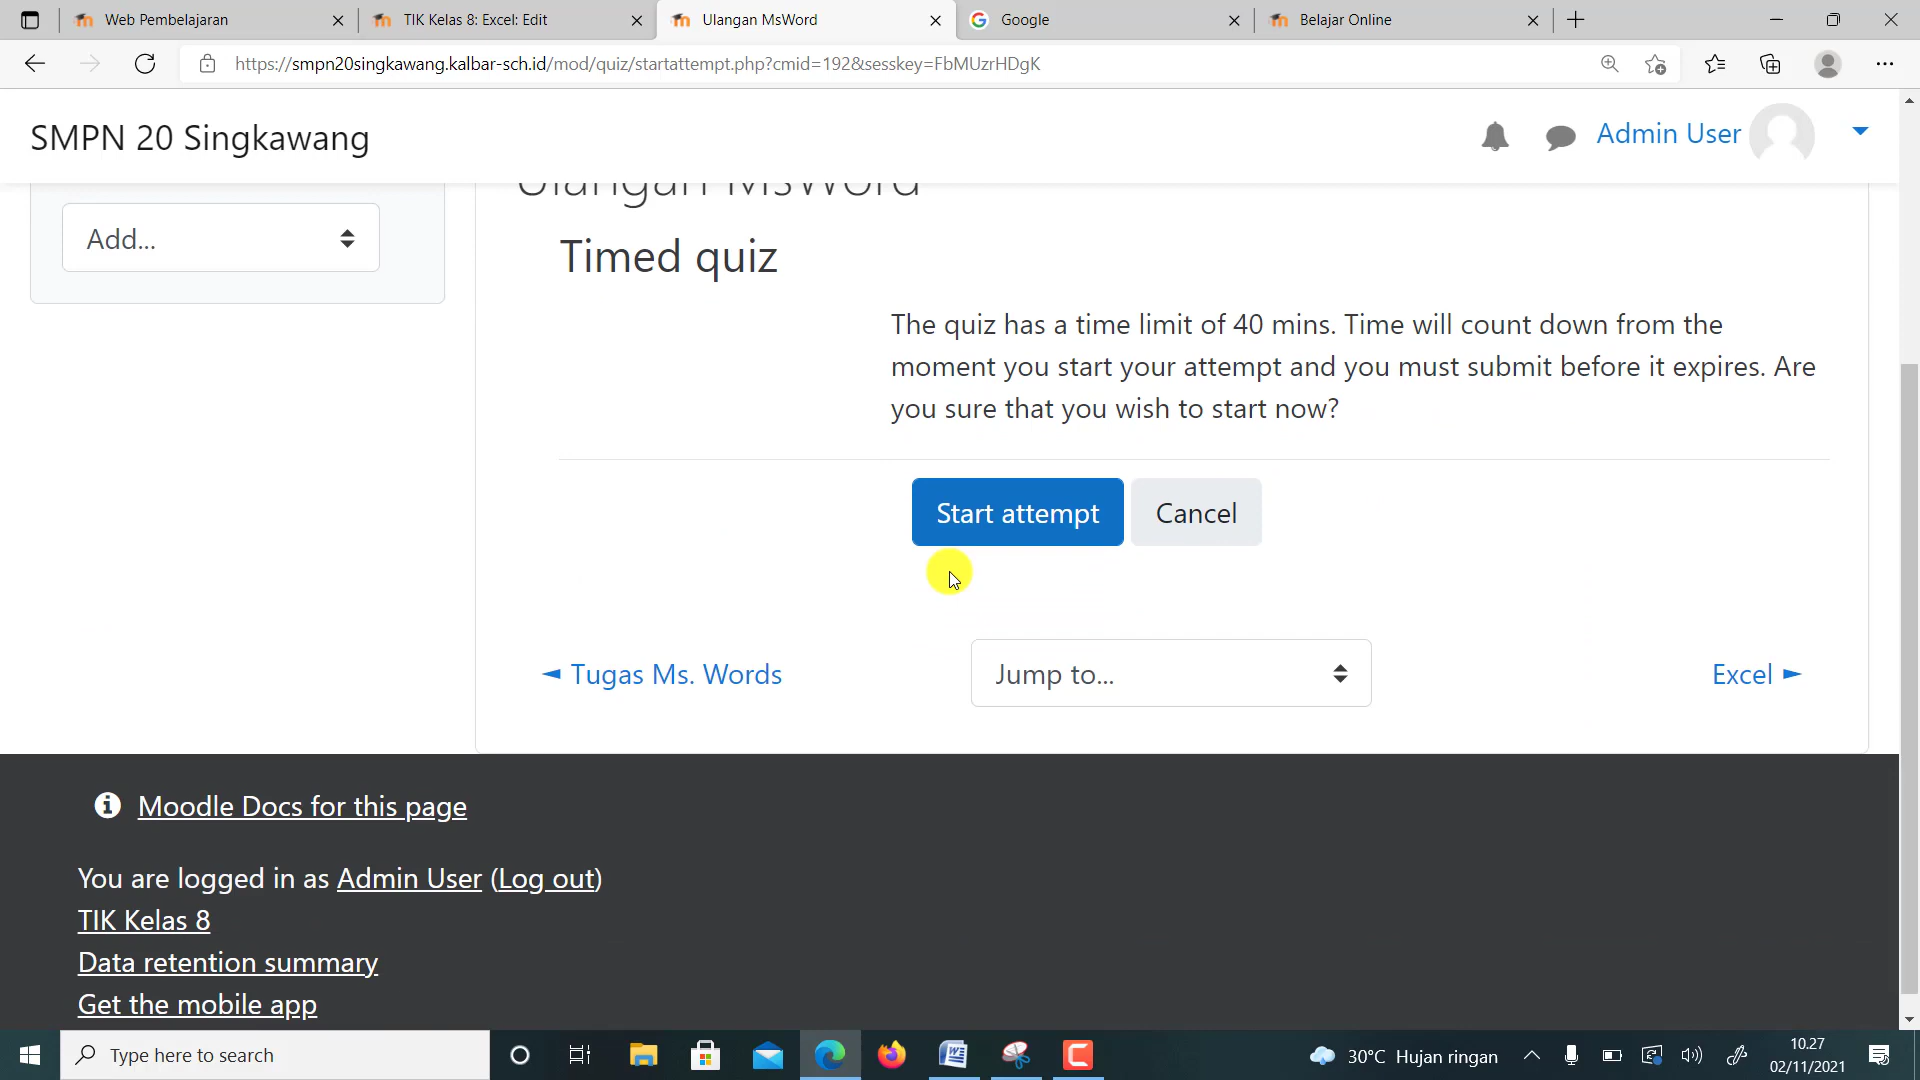 Web Pembelajaran
TIK Kelas 8: Excel: Edit
Ulangan MsWord
Google
Belajar Online
https://smpn20singkawang.kalbar-sch.id/mod/quiz/startattempt.php?cmid=192&sesskey=FbMUzrHDgK
SMPN 20 Singkawang
Admin User
Ulangan MsWord
Add...
Timed quiz
The quiz has a time limit of 40 mins. Time will count down from the
moment you start your attempt and you must submit before it expires. Are
you sure that you wish to start now?
Start attempt
Cancel
◄ Tugas Ms. Words
Jump to...
Excel ►
Moodle Docs for this page
You are logged in as Admin User (Log out)
TIK Kelas 8
Data retention summary
Get the mobile app
Type here to search
30°C Hujan ringan
10.27
02/11/2021